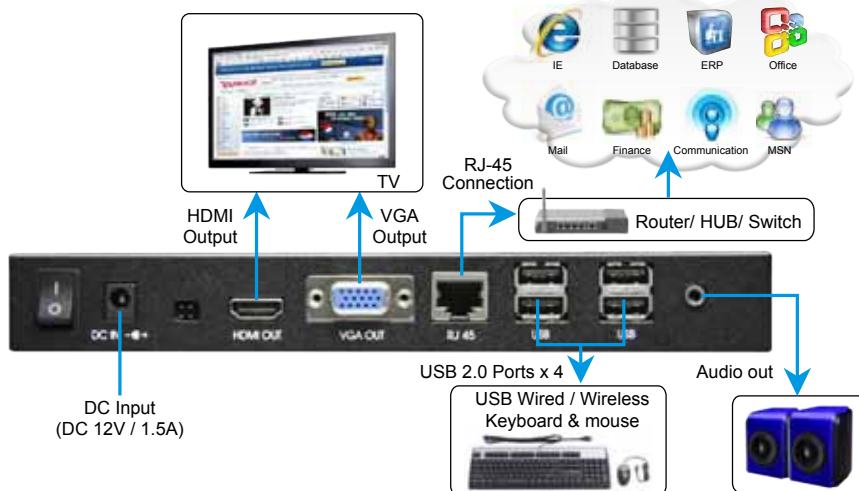 IE
Database
ERP
Office
Mail
Finance
Communication
MSN
YAHOO!
TV
RJ-45
Connection
HDMI
Output
VGA
Output
Router/ HUB/ Switch
DC IN
HDMI OUT
VGA OUT
RJ 45
USB
USB
USB 2.0 Ports x 4
Audio out
DC Input
(DC 12V / 1.5A)
USB Wired / Wireless
Keyboard & mouse